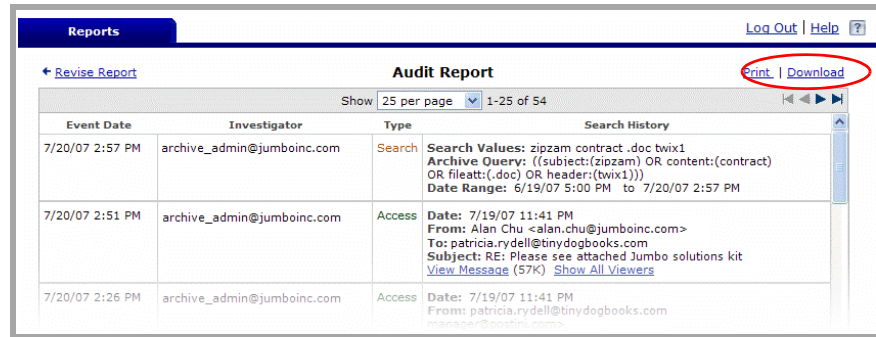 Reports
Log Out | Help ?
Revise Report
Audit Report
Print | Download
Show 25 per page 1-25 of 54
Event Date Investigator Type Search History
7/20/07 2:57 PM archive_admin@jumboinc.com Search Search Values: zipzam contract .doc twix1
Archive Query: ((subject:(zipzam) OR content:(contract)
OR fileatt:(.doc) OR header:(twix1)))
Date Range: 6/19/07 5:00 PM to 7/20/07 2:57 PM
7/20/07 2:51 PM archive_admin@jumboinc.com Access Date: 7/19/07 11:41 PM
From: Alan Chu <alan.chu@jumboinc.com>
To: patricia.rydell@tinydogbooks.com
Subject: RE: Please see attached Jumbo solutions kit
View Message (57K) Show All Viewers
7/20/07 2:26 PM archive_admin@jumboinc.com Access Date: 7/19/07 11:41 PM
From: patricia.rydell@tinydogbooks.com
manager@postini.com>